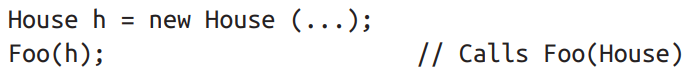 House h = new House (...);
Foo(h);                      // Calls Foo(House)